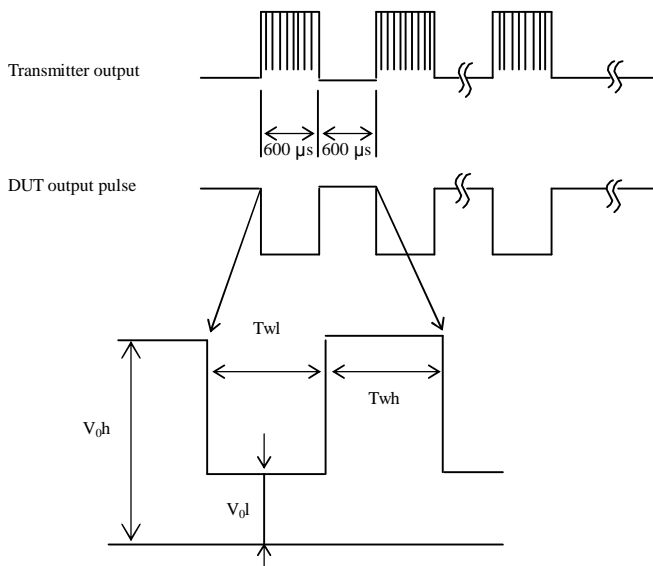 Transmitter output
600 µs 600 µs
DUT output pulse
Twl
Twh
V₀h
V₀l